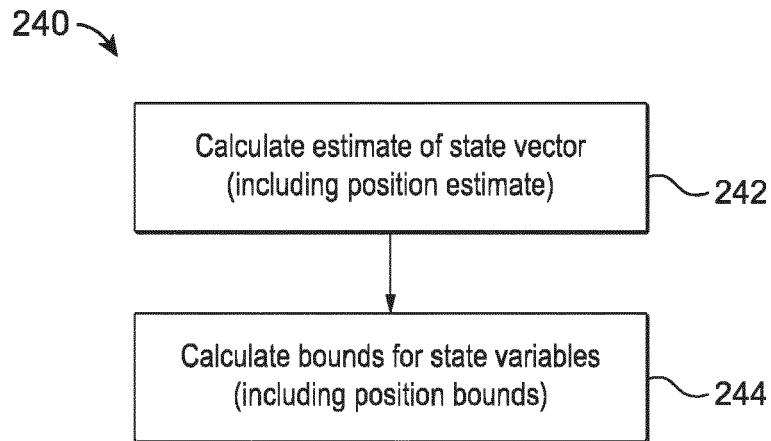 240
Calculate estimate of state vector
(including position estimate)
242
Calculate bounds for state variables
(including position bounds)
244